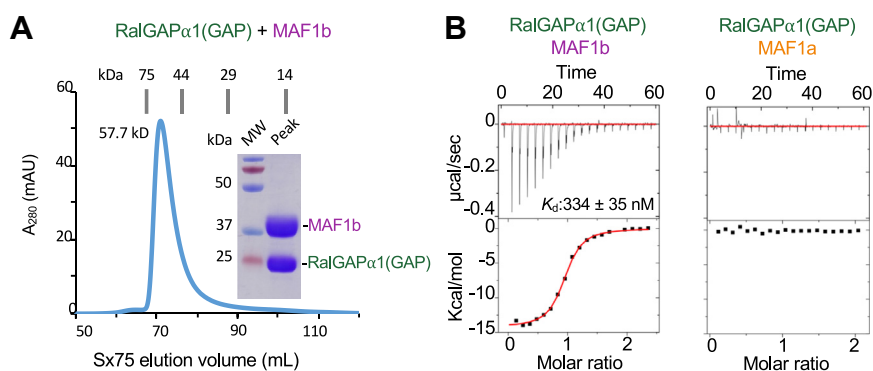 A
RalGAPα1(GAP) + MAF1b
kDa 75 44 29 14
60
40
20
0
A280 (mAU)
57.7 kD
kDa MW Peak
50
37
25
-MAF1b
-RalGAPα1(GAP)
50 70 90 110
Sx75 elution volume (mL)
B
RalGAPα1(GAP)
MAF1b
Time
0 20 40 60
0
-0.2
-0.4
µcal/sec
Kd:334 ± 35 nM
0
-5
-10
-15
Kcal/mol
0 1 2
Molar ratio
RalGAPα1(GAP)
MAF1a
Time
0 20 40 60
0 1 2
Molar ratio